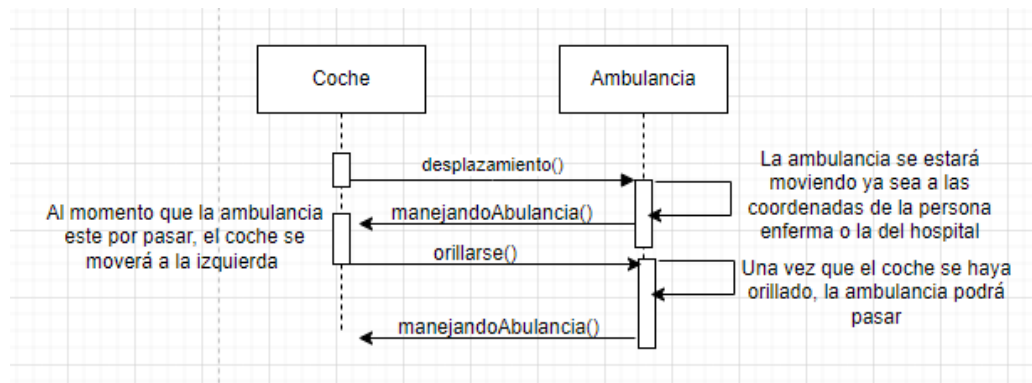 Coche
Ambulancia
desplazamiento()
La ambulancia se estará
moviendo ya sea a las
coordenadas de la persona
enferma o la del hospital
Al momento que la ambulancia
este por pasar, el coche se
moverá a la izquierda
manejandoAbulancia()
orillarse()
Una vez que el coche se haya
orillado, la ambulancia podrá
pasar
manejandoAbulancia()